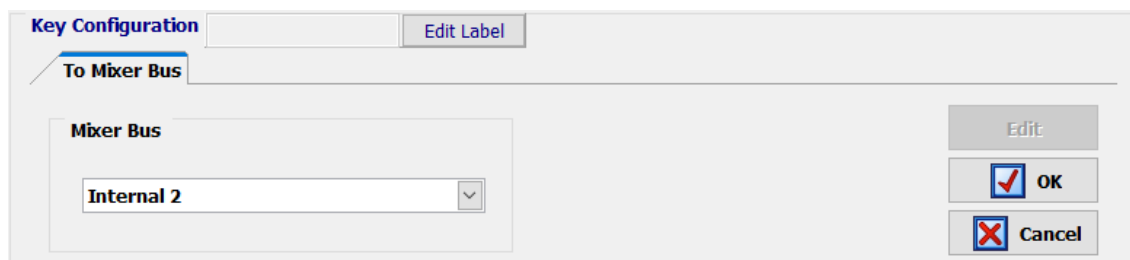 Key Configuration
Edit Label
To Mixer Bus
Mixer Bus
Internal 2
Edit
OK
Cancel